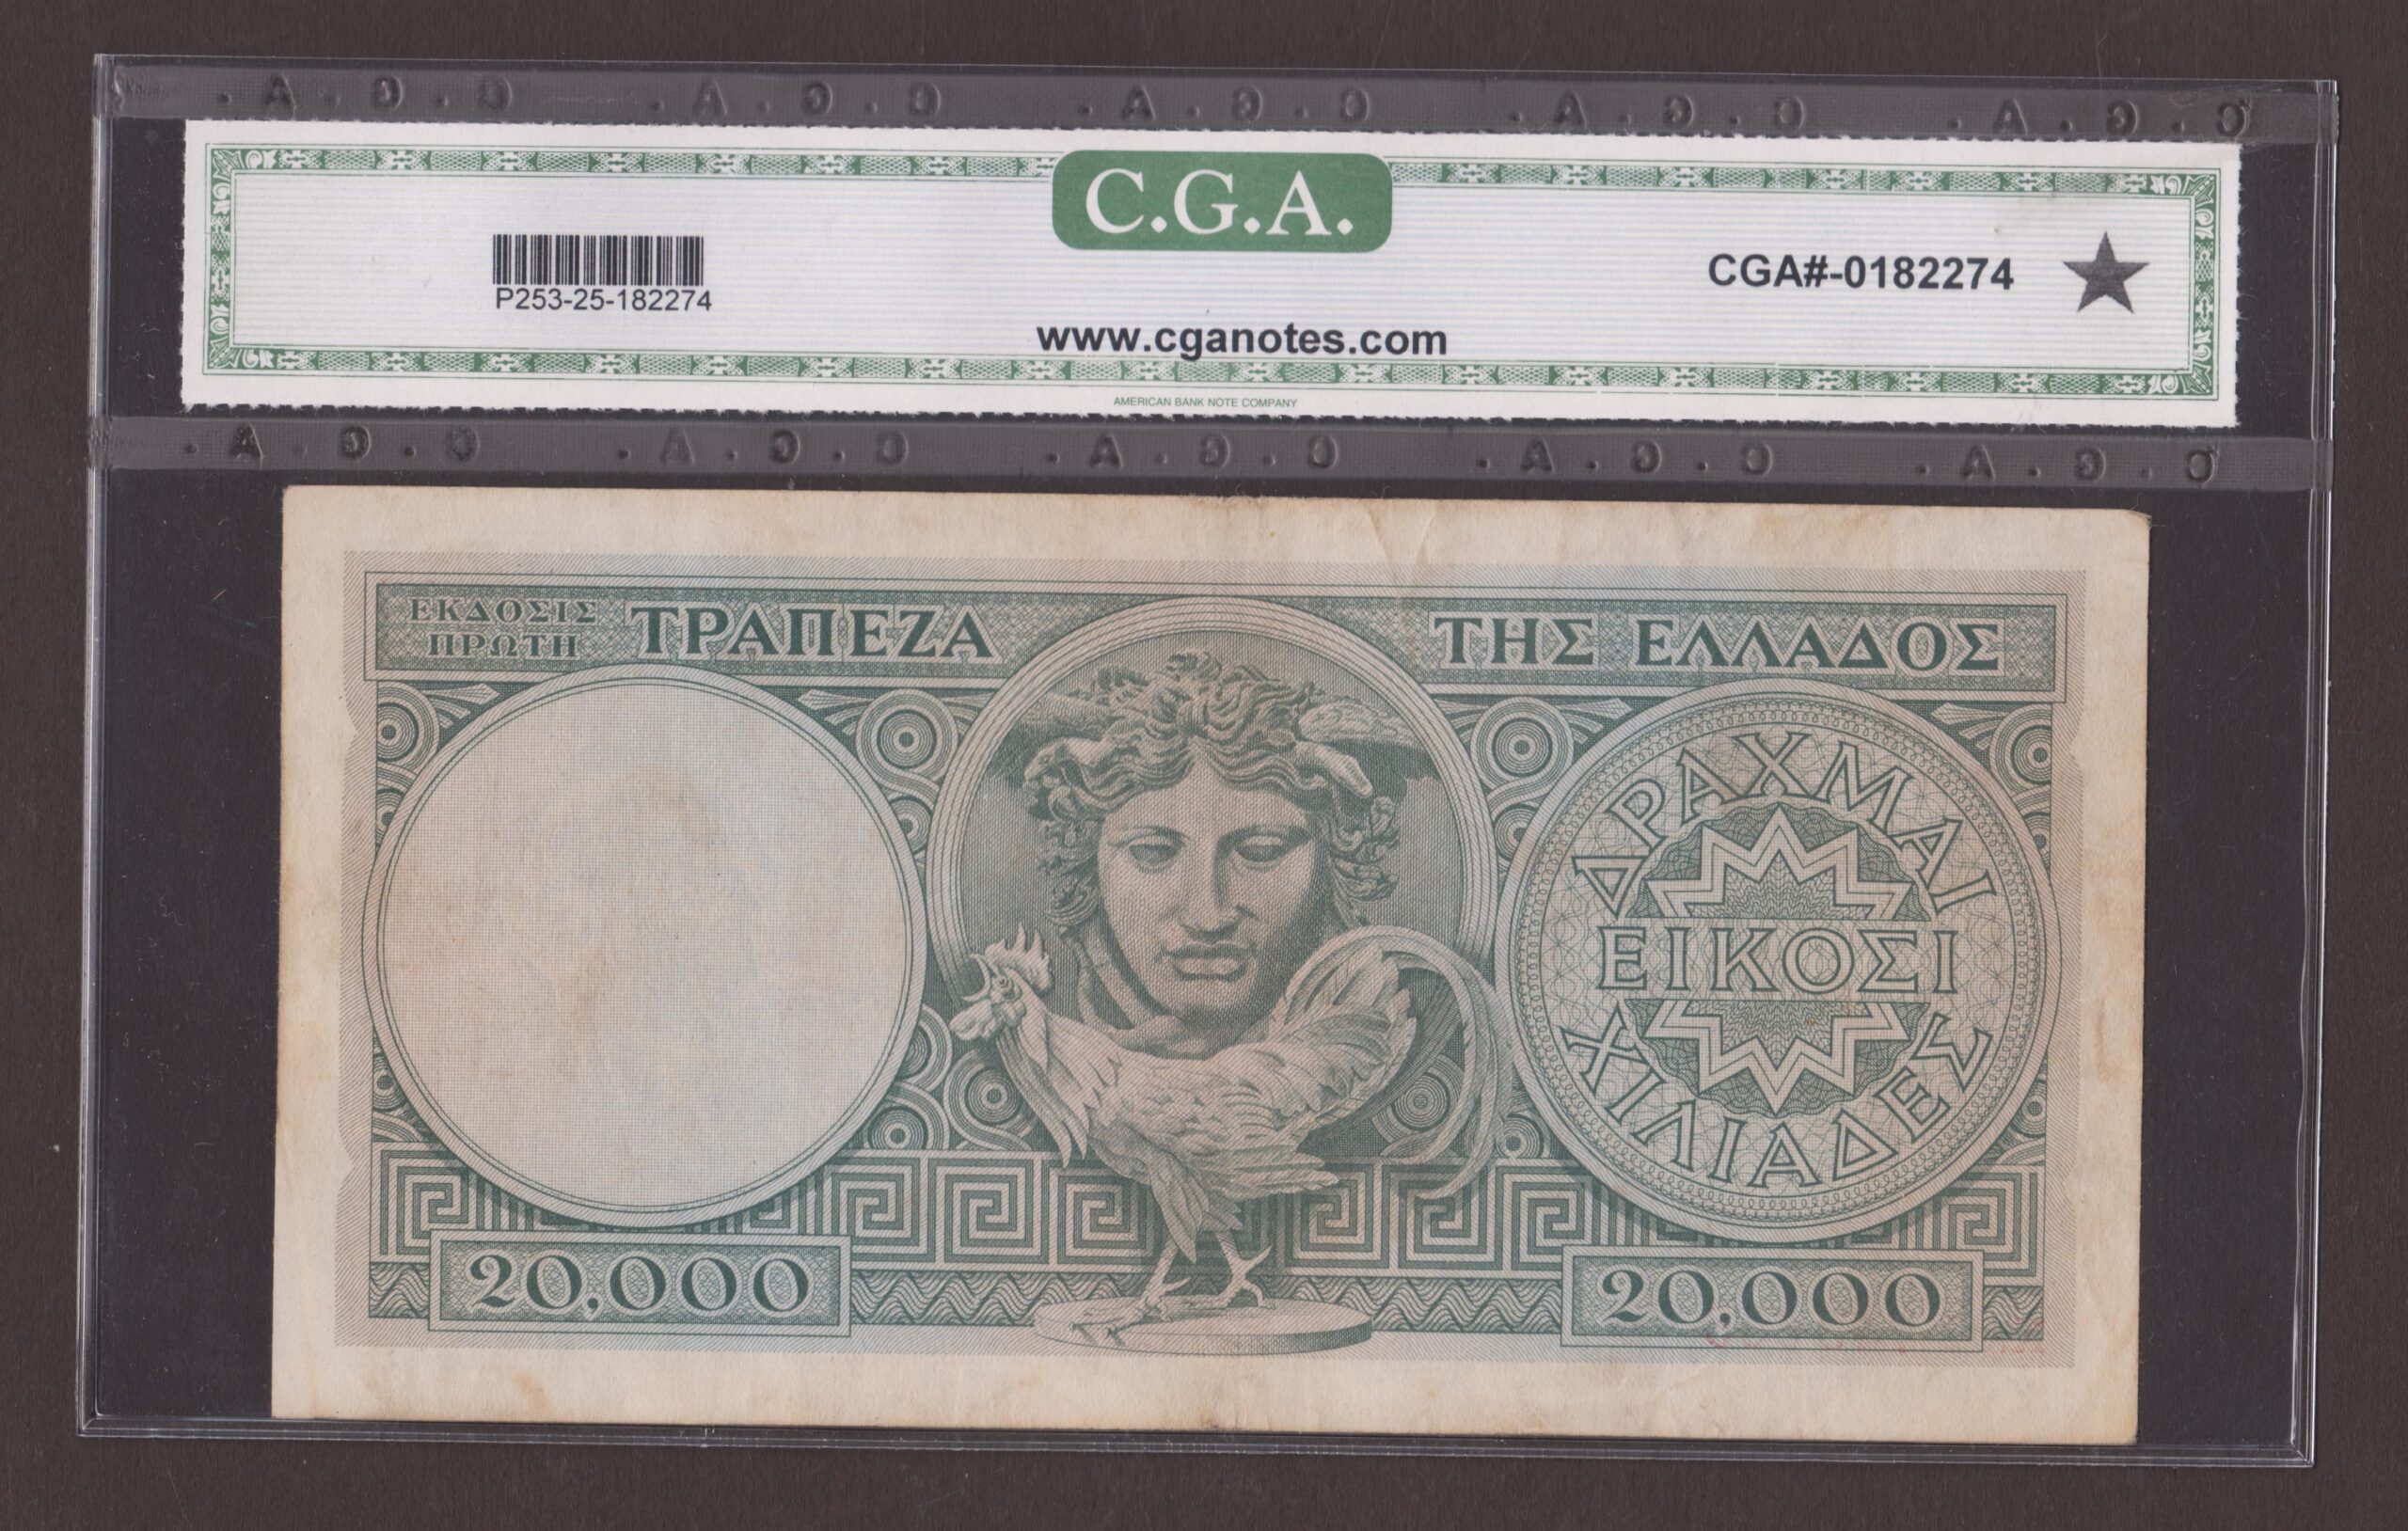 . A . G . C . A . G . C . A . G . C . A . G . C . A . G . C
C.G.A.
P253-25-182274
CGA#-0182274
www.cganotes.com
AMERICAN BANK NOTE COMPANY
. A . G . C . A . G . C . A . G . C . A . G . C . A . G . C
ΕΚΔΟΣΙΣ
ΠΡΩΤΗ
ΤΡΑΠΕΖΑ ΤΗΣ ΕΛΛΑΔΟΣ
ΔΡΑΧΜΑΙ
ΕΙΚΟΣΙ
ΧΙΛΙΑΔΕΣ
20,000
20,000